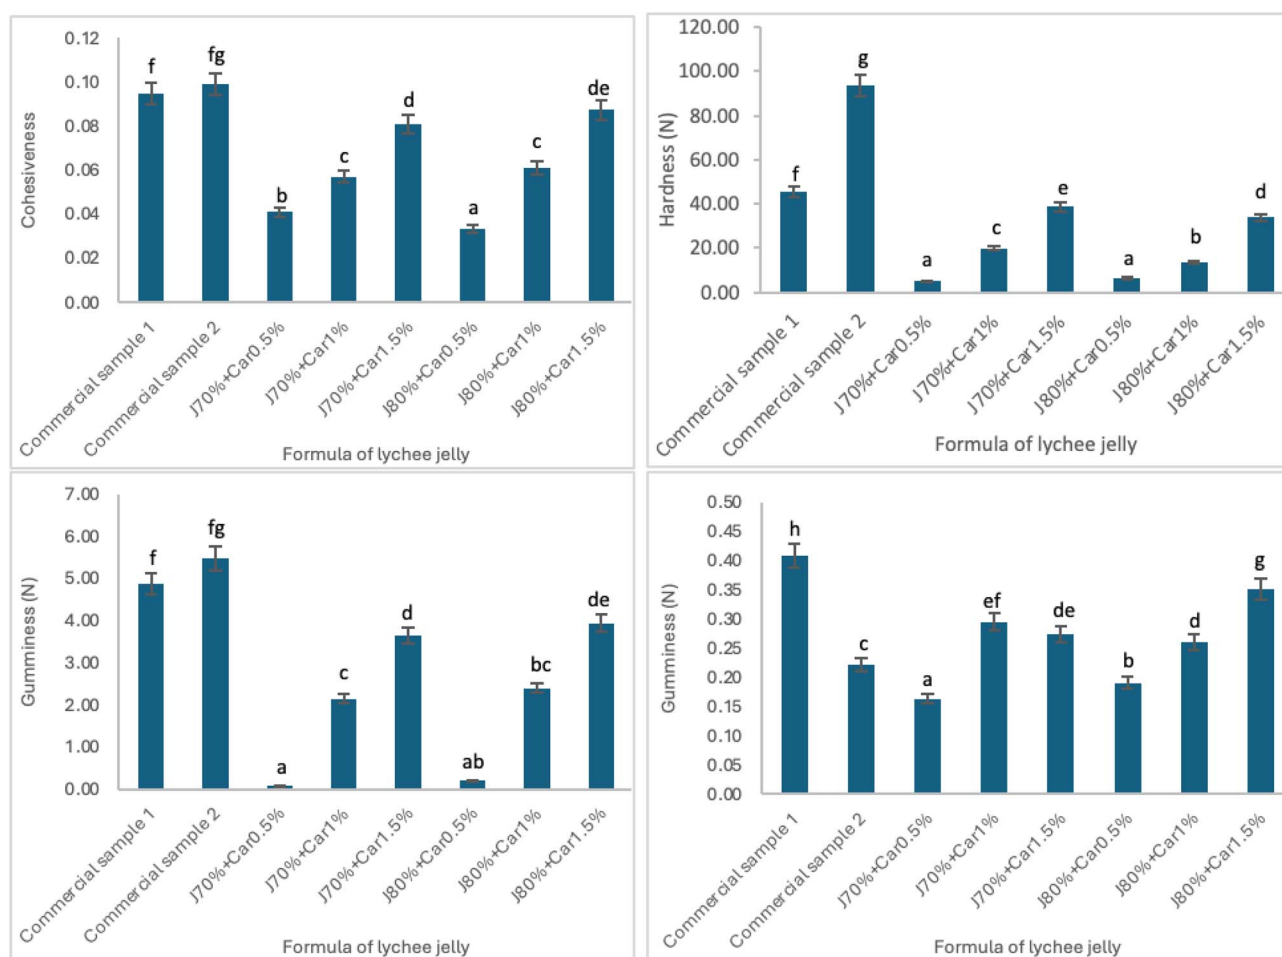 0.12
0.10
0.08
0.06
0.04
0.02
0.00
Cohesiveness
f
fg
b
c
d
a
c
de
Commercial sample 1
Commercial sample 2
J70%+Car0.5%
J70%+Car1%
J70%+Car1.5%
J80%+Car0.5%
J80%+Car1%
J80%+Car1.5%
Formula of lychee jelly
120.00
100.00
80.00
60.00
40.00
20.00
0.00
Hardness (N)
f
g
a
c
e
a
b
d
Commercial sample 1
Commercial sample 2
J70%+Car0.5%
J70%+Car1%
J70%+Car1.5%
J80%+Car0.5%
J80%+Car1%
J80%+Car1.5%
Formula of lychee jelly
7.00
6.00
5.00
4.00
3.00
2.00
1.00
0.00
Gumminess (N)
f
fg
a
c
d
ab
bc
de
Commercial sample 1
Commercial sample 2
J70%+Car0.5%
J70%+Car1%
J70%+Car1.5%
J80%+Car0.5%
J80%+Car1%
J80%+Car1.5%
Formula of lychee jelly
0.50
0.45
0.40
0.35
0.30
0.25
0.20
0.15
0.10
0.05
0.00
Gumminess (N)
h
c
a
ef
de
b
d
g
Commercial sample 1
Commercial sample 2
J70%+Car0.5%
J70%+Car1%
J70%+Car1.5%
J80%+Car0.5%
J80%+Car1%
J80%+Car1.5%
Formula of lychee jelly